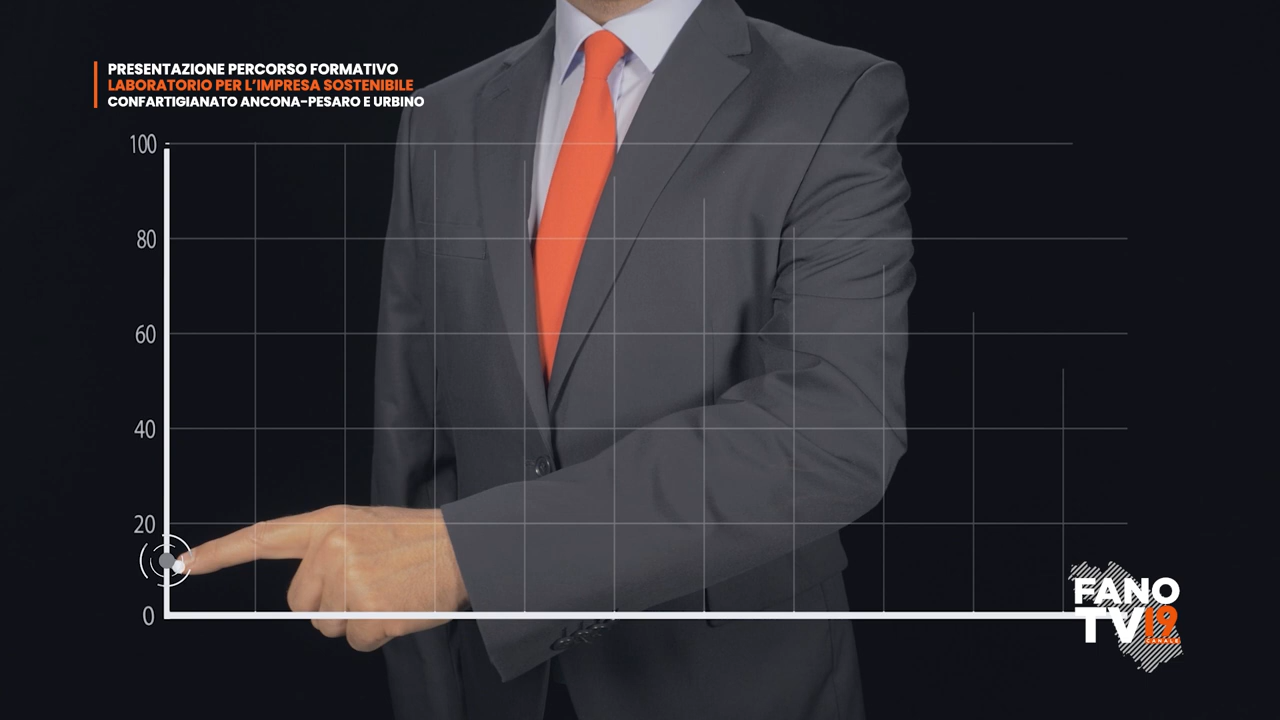 PRESENTAZIONE PERCORSO FORMATIVO
LABORATORIO PER L'IMPRESA SOSTENIBILE
CONFARTIGIANATO ANCONA-PESARO E URBINO
100
80
60
40
20
0
FANO
TV19
CANALE